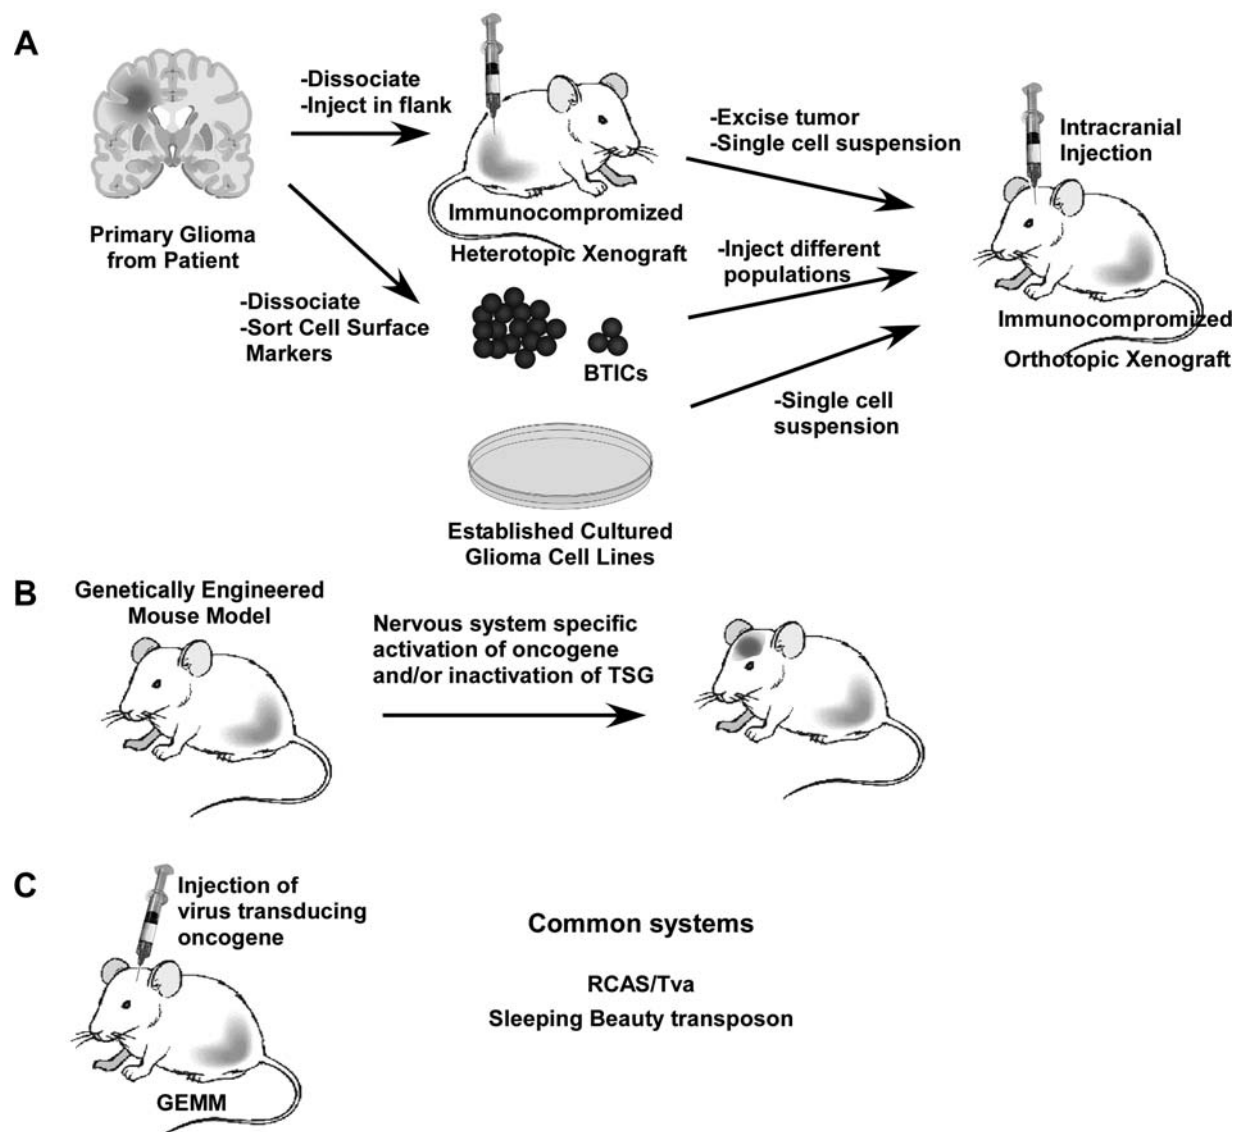 A
-Dissociate
-Inject in flank
-Excise tumor
-Single cell suspension
Intracranial
Injection
Primary Glioma
from Patient
Immunocompromized
Heterotopic Xenograft
-Inject different
populations
-Dissociate
-Sort Cell Surface
Markers
BTICs
Immunocompromized
Orthotopic Xenograft
-Single cell
suspension
Established Cultured
Glioma Cell Lines
B
Genetically Engineered
Mouse Model
Nervous system specific
activation of oncogene
and/or inactivation of TSG
C
Injection of
virus transducing
oncogene
GEMM
Common systems
RCAS/Tva
Sleeping Beauty transposon